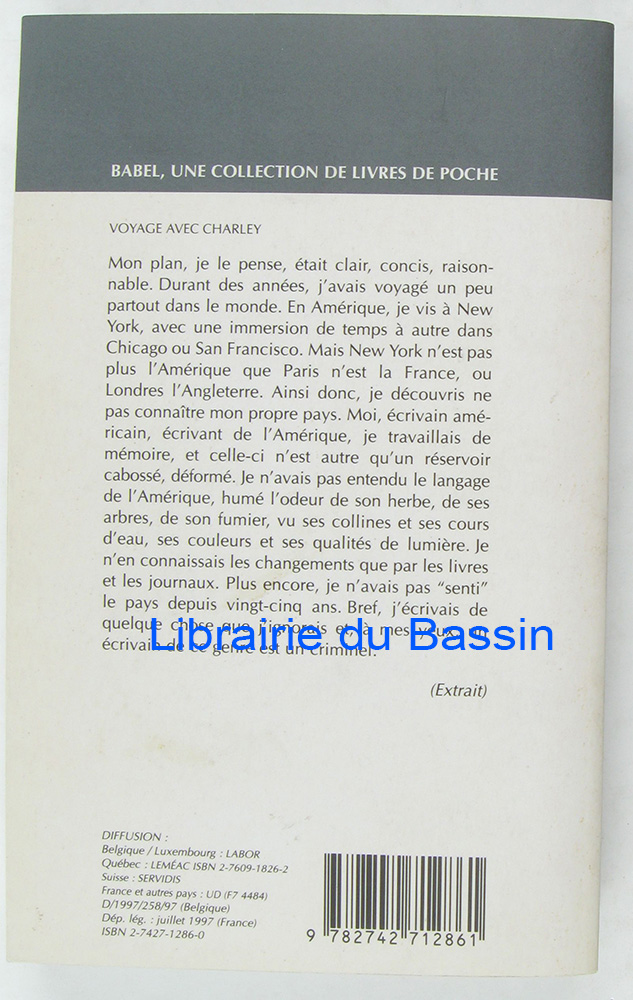 BABEL, UNE COLLECTION DE LIVRES DE POCHE
VOYAGE AVEC CHARLEY
Mon plan, je le pense, était clair, concis, raison-
nable. Durant des années, j'avais voyagé un peu
partout dans le monde. En Amérique, je vis à New
York, avec une immersion de temps à autre dans
Chicago ou San Francisco. Mais New York n'est pas
plus l'Amérique que Paris n'est la France, ou
Londres l'Angleterre. Ainsi donc, je découvris ne
pas connaître mon propre pays. Moi, écrivain amé-
ricain, écrivant de l'Amérique, je travaillais de
mémoire, et celle-ci n'est autre qu'un réservoir
cabossé, déformé. Je n'avais pas entendu le langage
de l'Amérique, humé l'odeur de son herbe, de ses
arbres, de son fumier, vu ses collines et ses cours
d'eau, ses couleurs et ses qualités de lumière. Je
n'en connaissais les changements que par les livres
et les journaux. Plus encore, je n'avais pas "senti"
le pays depuis vingt-cinq ans. Bref, j'écrivais de
quelque chose que j'ignorais et, à mes yeux, un
Librairie du Bassin
écrivain de ce genre est un criminel.
(Extrait)
DIFFUSION :
Belgique / Luxembourg : LABOR
Québec : LEMÉAC ISBN 2-7609-1826-2
Suisse : SERVIDIS
France et autres pays : UD (F7 4484)
D/1997/258/97 (Belgique)
Dép. lég. : juillet 1997 (France)
ISBN 2-7427-1286-0
9 782742 712861